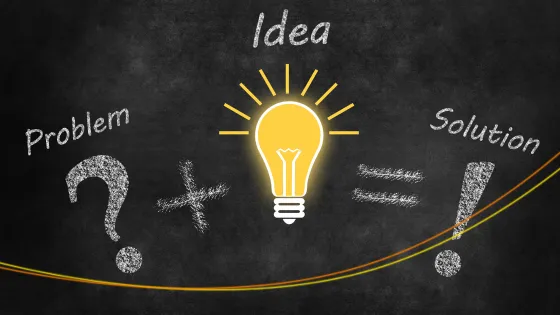 Idea
Problem
Solution
? + = !